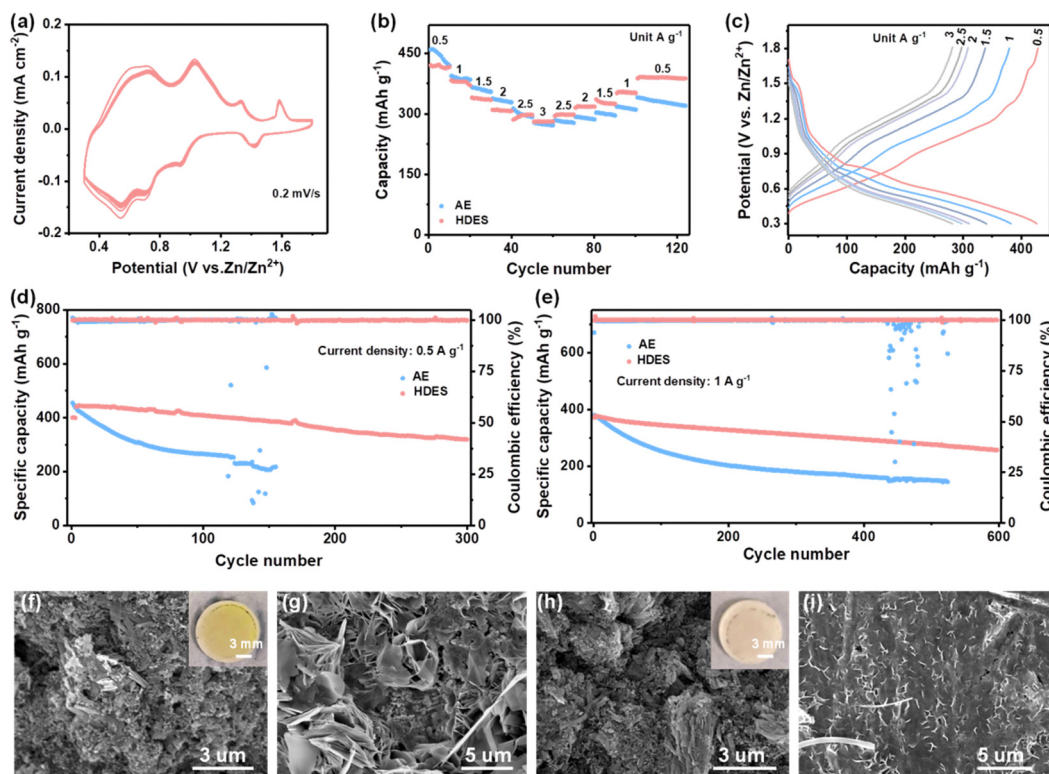 (a)
0.2
0.1
0.0
-0.1
-0.2
0.4
0.8
1.2
1.6
Current density (mA cm⁻²)
Potential (V vs.Zn/Zn²⁺)
0.2 mV/s
(b)
Unit A g⁻¹
450
300
150
0
0
20
40
60
80
100
120
Capacity (mAh g⁻¹)
Cycle number
0.5
1
1.5
2
2.5
3
2.5
2
1.5
1
0.5
AE
HDES
(c)
Unit A g⁻¹
3
2.5
2
1.5
1
0.5
1.8
1.5
1.2
0.9
0.6
0.3
0
100
200
300
400
Potential (V vs. Zn/Zn²⁺)
Capacity (mAh g⁻¹)
(d)
800
600
400
200
0
0
100
200
300
100
75
50
25
0
Specific capacity (mAh g⁻¹)
Coulombic efficiency (%)
Cycle number
Current density: 0.5 A g⁻¹
AE
HDES
(e)
600
400
200
0
0
200
400
600
100
75
50
25
0
Specific capacity (mAh g⁻¹)
Coulombic efficiency (%)
Cycle number
AE
HDES
Current density: 1 A g⁻¹
(f)
3 mm
3 um
(g)
5 um
(h)
3 mm
3 um
(i)
5 um